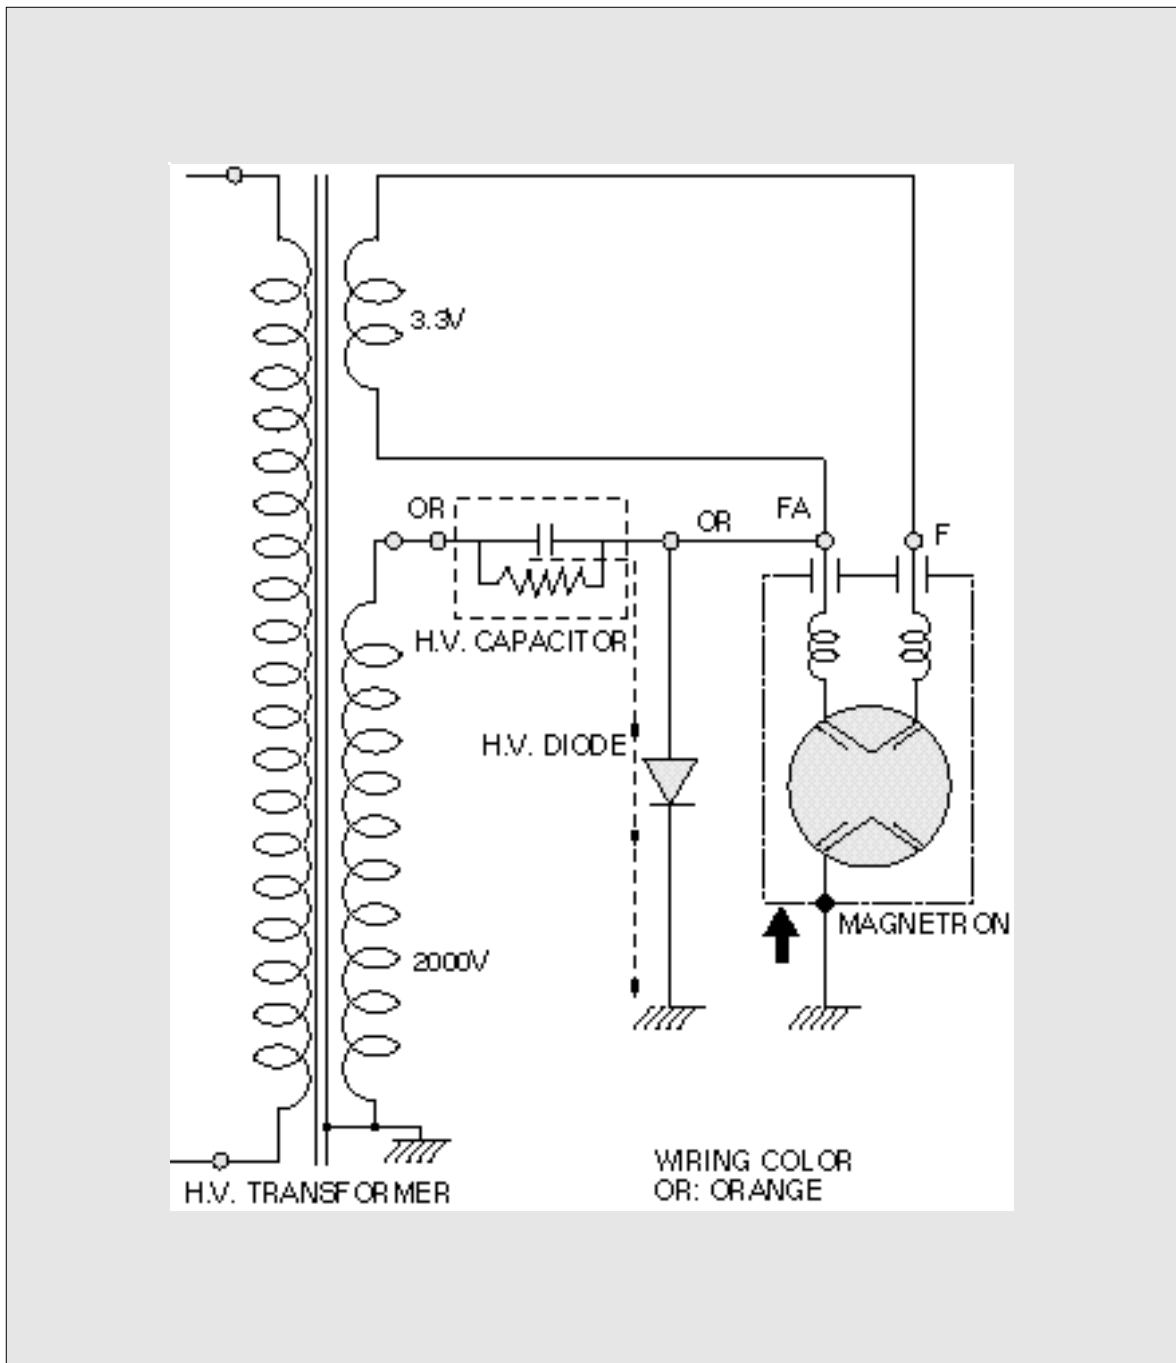 3.3V
OR
OR
FA
F
H.V. CAPACITOR
H.V. DIODE
MAGNETRON
2000V
WIRING COLOR
OR: ORANGE
H.V. TRANSFORMER